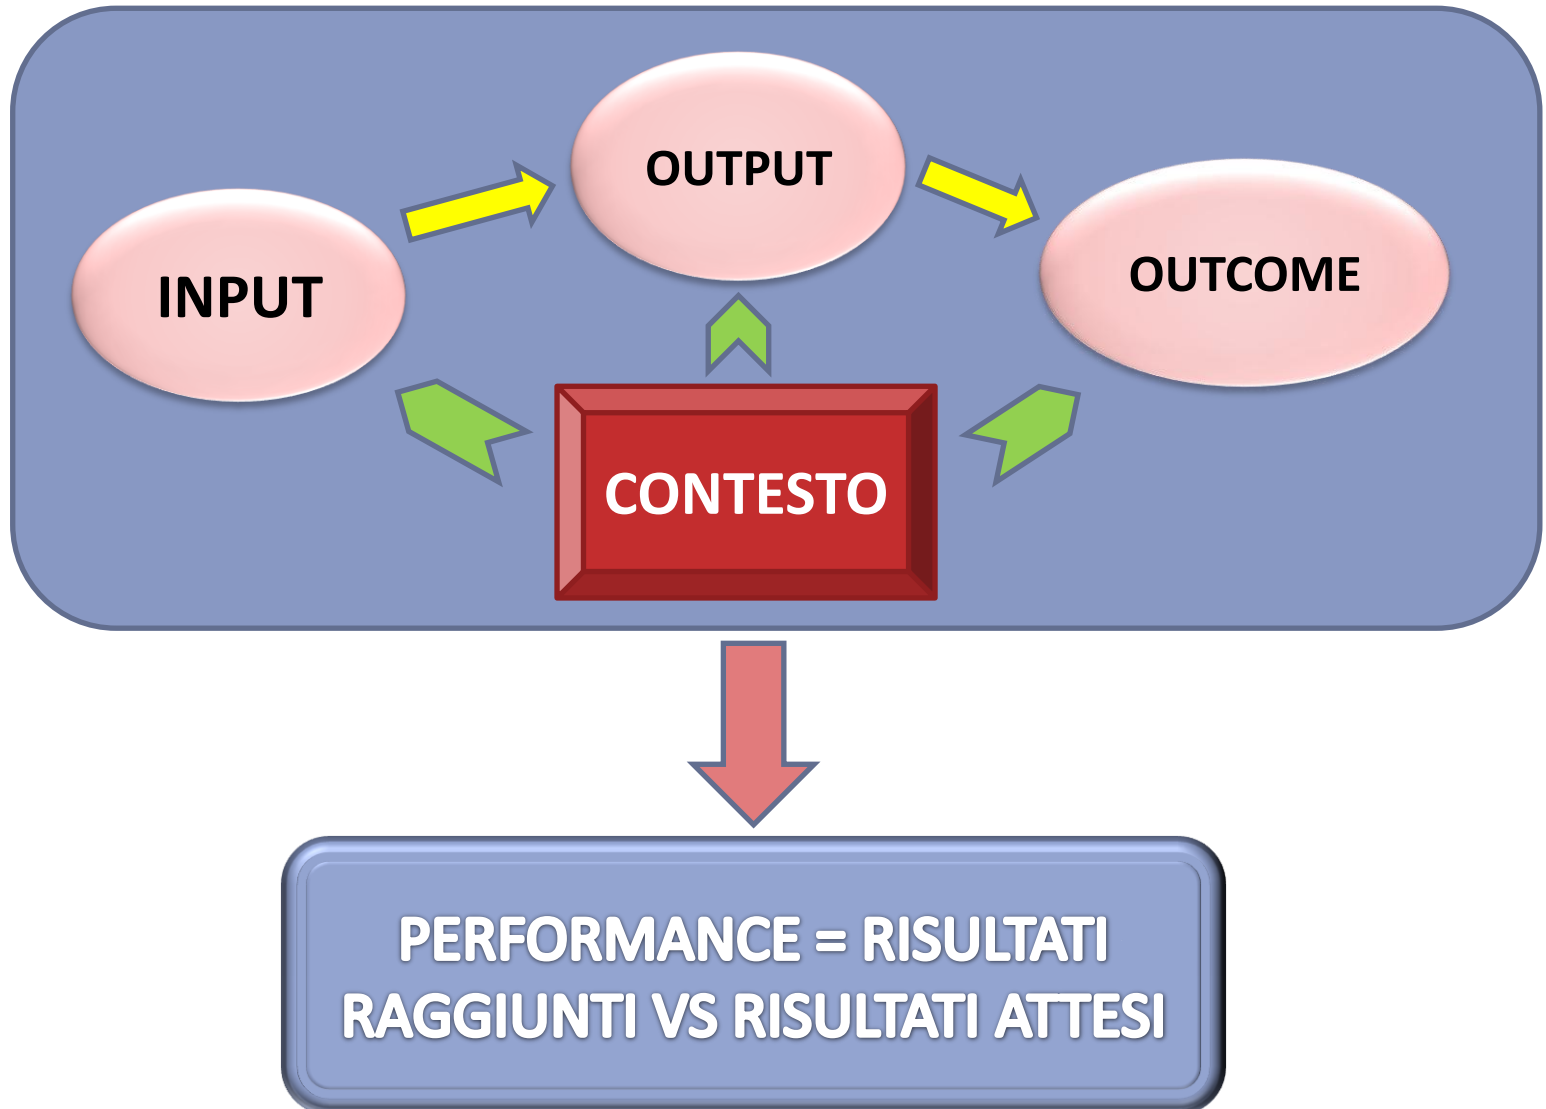 OUTPUT
INPUT
OUTCOME
CONTESTO
PERFORMANCE = RISULTATI
RAGGIUNTI VS RISULTATI ATTESI